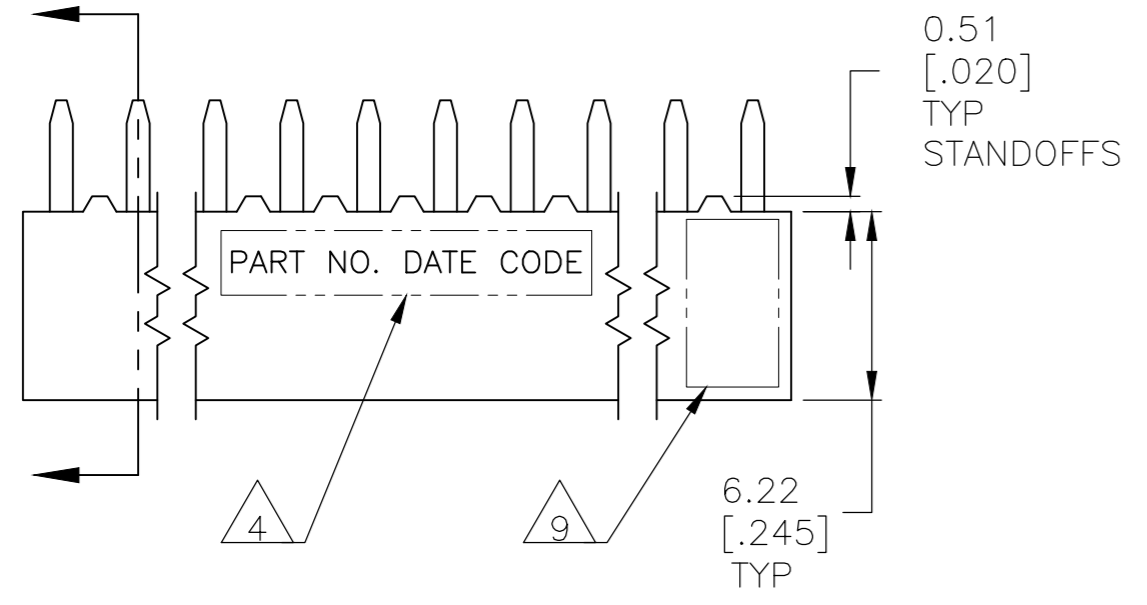 0.51
[.020]
TYP
STANDOFFS
PART NO. DATE CODE
4
9
6.22
[.245]
TYP